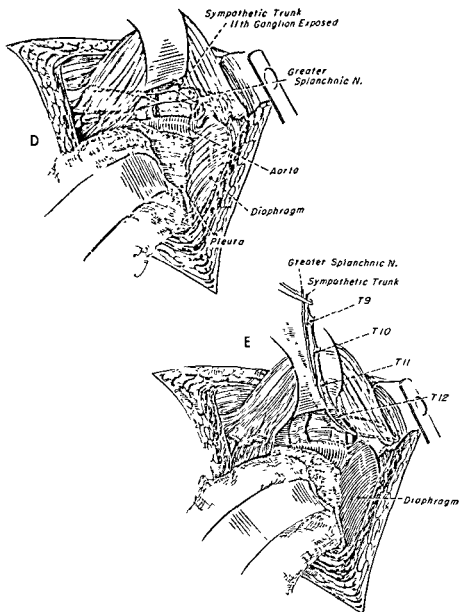 Sympathetic Trunk
11th Ganglion Exposed
Greater
Splanchnic N.
D
Aorta
Diaphragm
Pleura
Greater Splanchnic N.
Sympathetic Trunk
T9
E
T10
T11
T12
Diaphragm